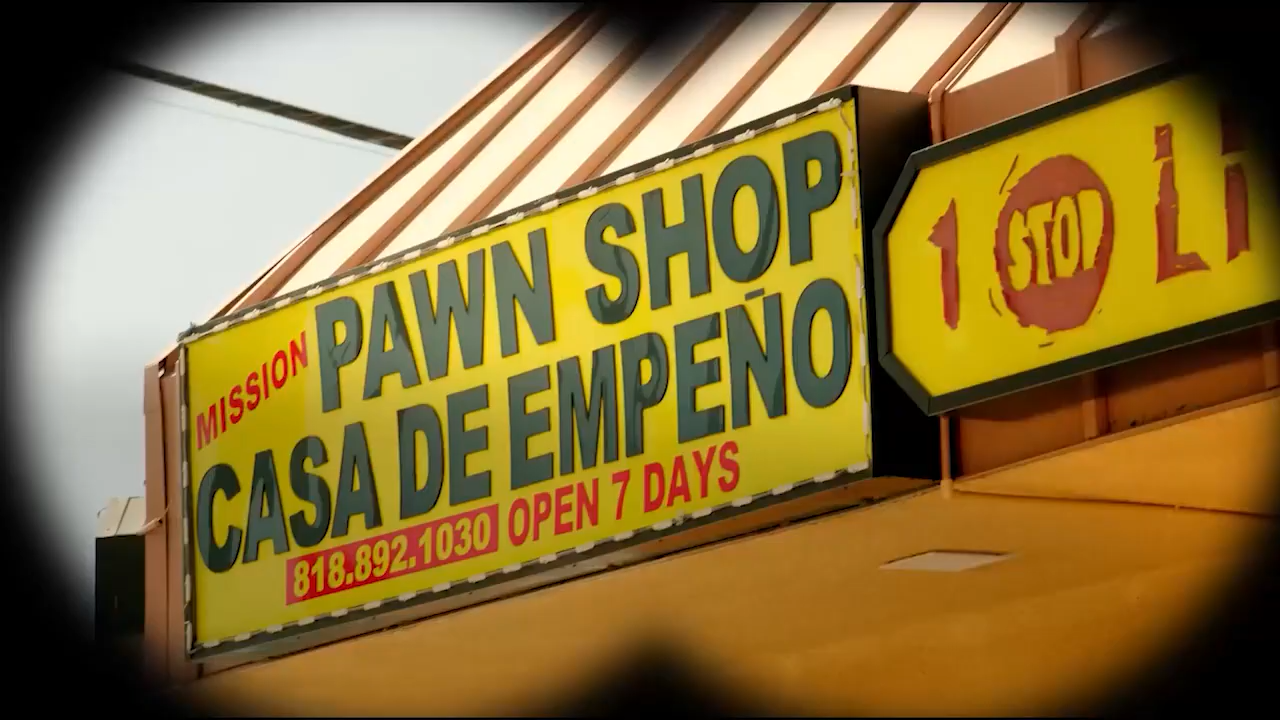 MISSION PAWN SHOP
CASA DE EMPEÑO
818.892.1030 OPEN 7 DAYS
1 STOP